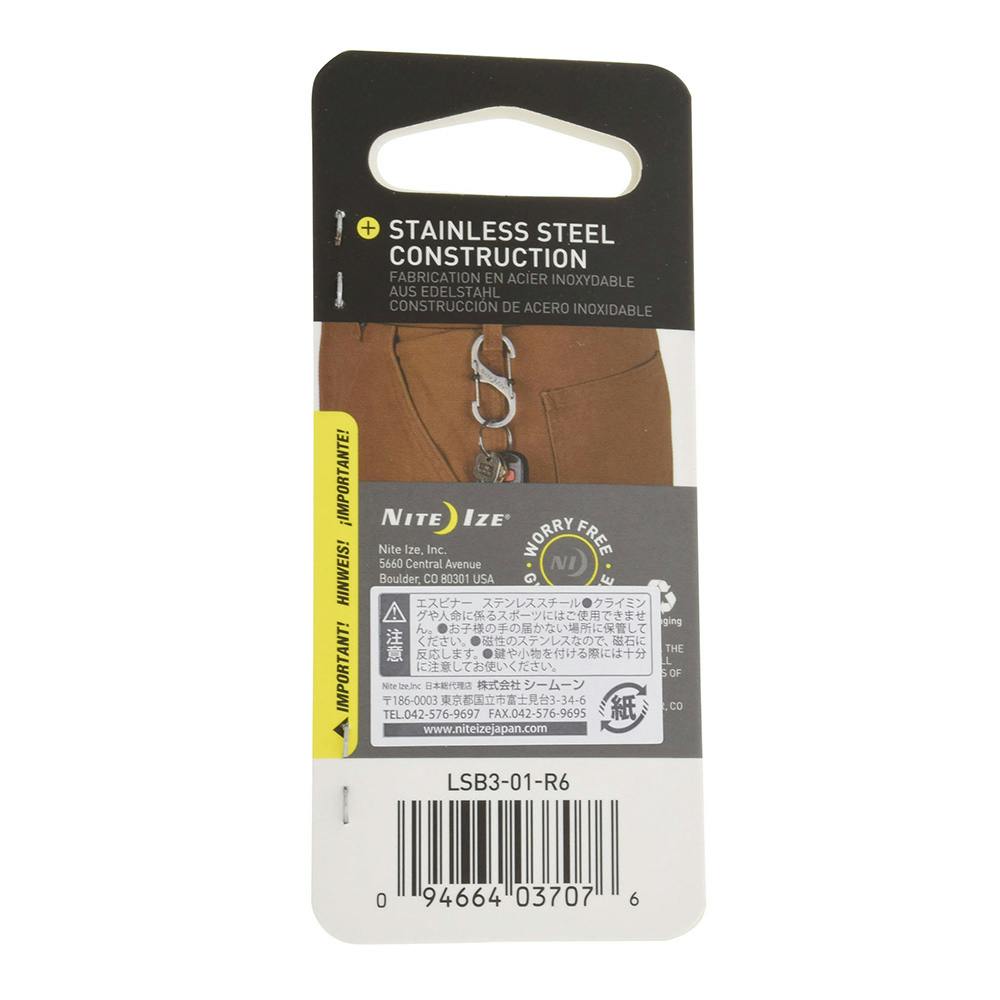 STAINLESS STEEL
CONSTRUCTION
FABRICATION EN ACIER INOXYDABLE
AUS EDELSTAHL
CONSTRUCCIÓN DE ACERO INOXIDABLE
IMPORTANT! HINWEIS! ¡IMPORTANTE!
NITE IZE®
Nite Ize, Inc.
5660 Central Avenue
Boulder, CO 80301 USA
WORRY FREE
NI
THE
S OF
CO
注意
エスビナー ステンレススチール●クライミン
グや人命に係るスポーツにはご使用できませ
ん。●お子様の手の届かない場所に保管して
ください。●磁性のステンレスなので、磁石に
反応します。●鍵や小物を付ける際には十分
に注意してお使いください。
Nite Ize,Inc 日本総代理店 株式会社 シームーン
〒186-0003 東京都国立市富士見台3-34-6
TEL.042-576-9697 FAX.042-576-9695
www.niteizejapan.com
紙
LSB3-01-R6
0 94664 03707 6